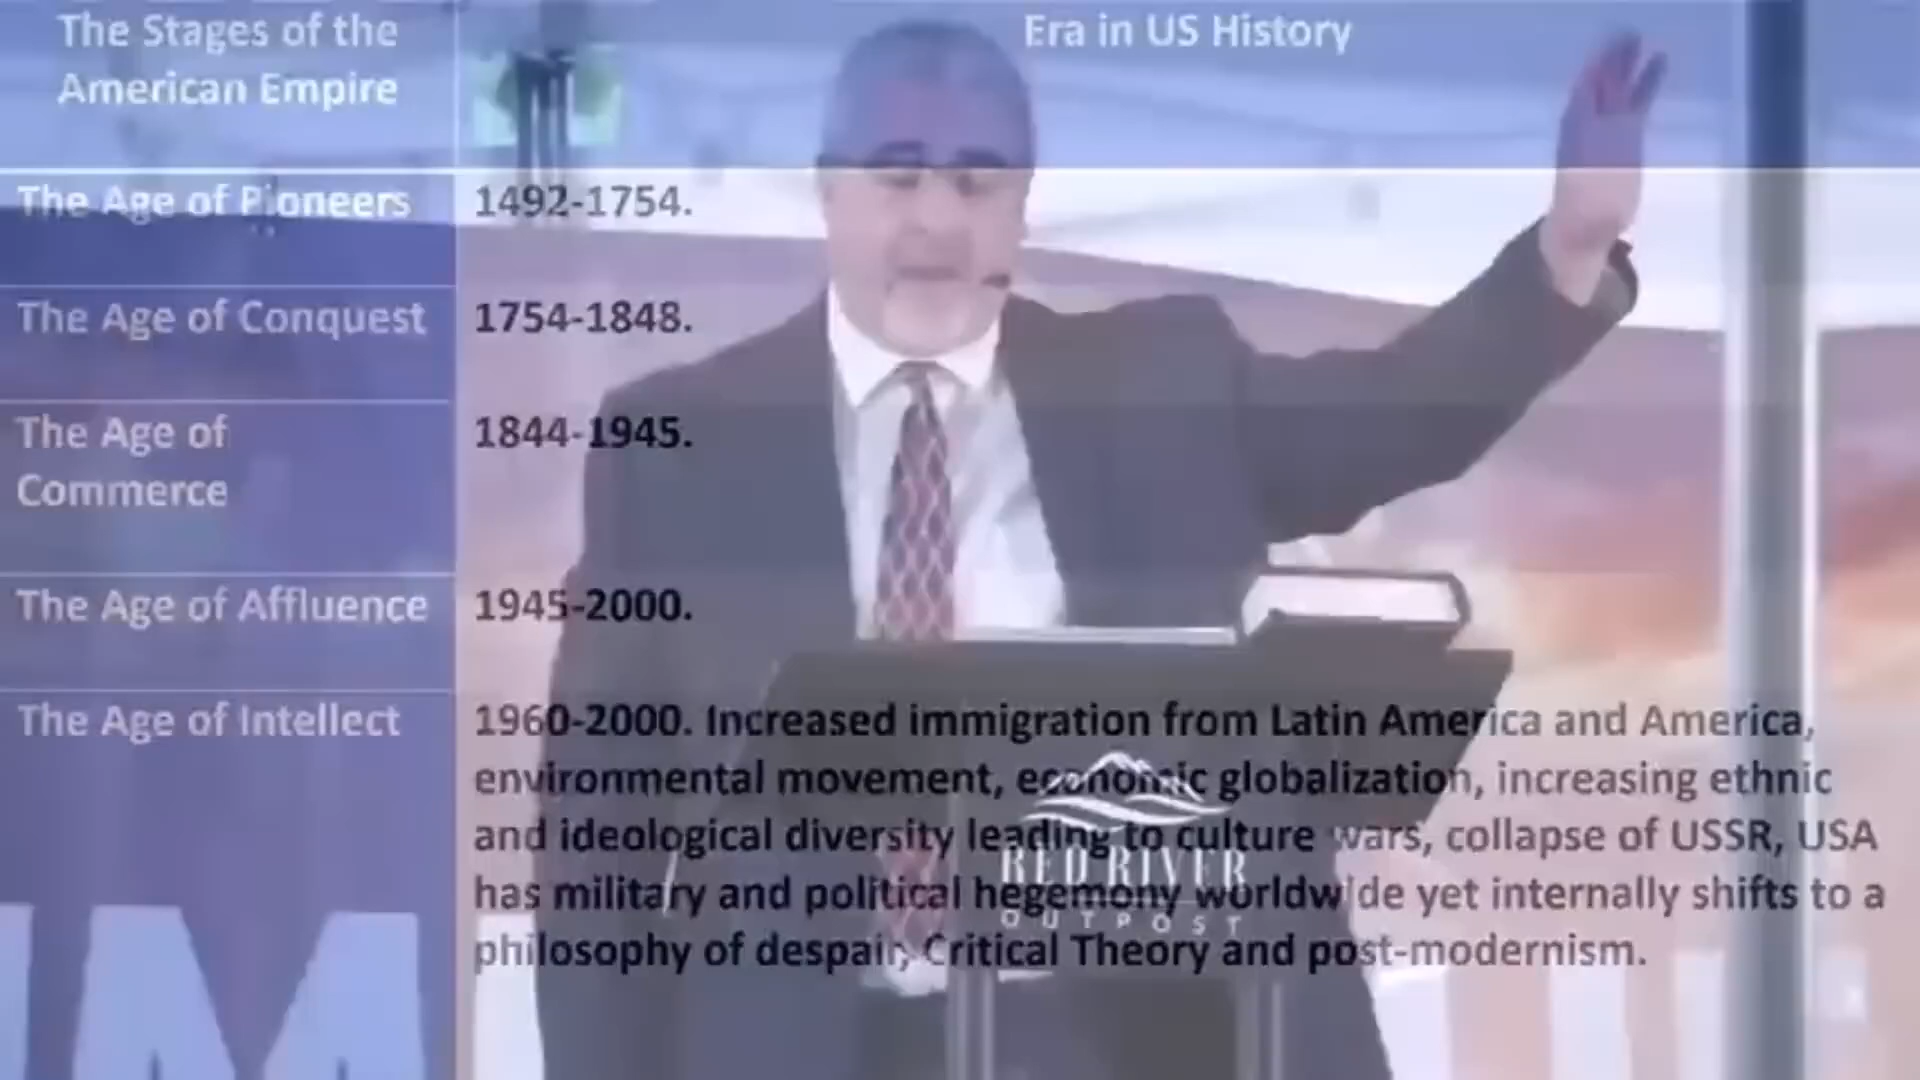 The Stages of the
American Empire
Era in US History
The Age of Pioneers
1492-1754.
The Age of Conquest
1754-1848.
The Age of
Commerce
1844-1945.
The Age of Affluence
1945-2000.
The Age of Intellect
1960-2000. Increased immigration from Latin America and America,
environmental movement, economic globalization, increasing ethnic
and ideological diversity leading to culture wars, collapse of USSR, USA
has military and political hegemony worldwide yet internally shifts to a
philosophy of despair, Critical Theory and post-modernism.
RED RIVER
OUTPOST